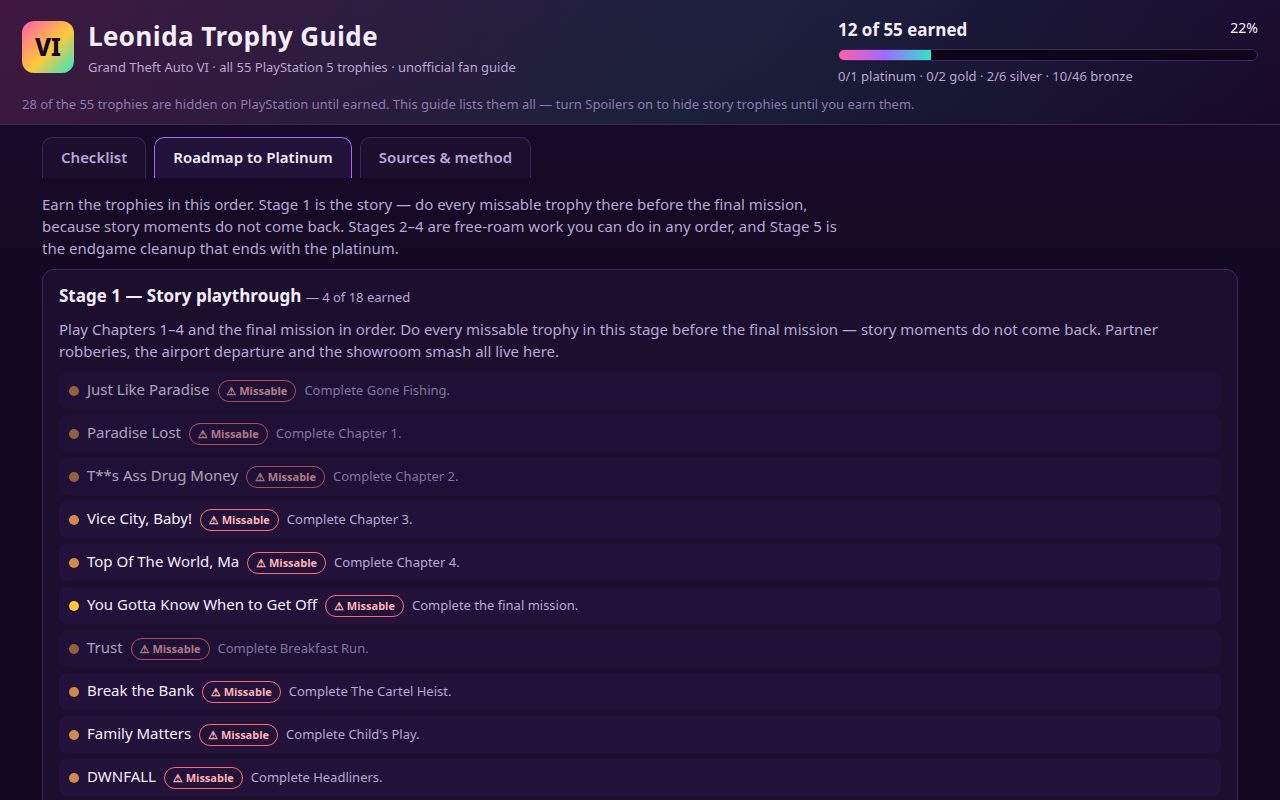 VI
Leonida Trophy Guide
Grand Theft Auto VI · all 55 PlayStation 5 trophies · unofficial fan guide
12 of 55 earned
22%
0/1 platinum · 0/2 gold · 2/6 silver · 10/46 bronze
28 of the 55 trophies are hidden on PlayStation until earned. This guide lists them all — turn Spoilers on to hide story trophies until you earn them.
Checklist
Roadmap to Platinum
Sources & method
Earn the trophies in this order. Stage 1 is the story — do every missable trophy there before the final mission,
because story moments do not come back. Stages 2–4 are free-roam work you can do in any order, and Stage 5 is
the endgame cleanup that ends with the platinum.
Stage 1 — Story playthrough — 4 of 18 earned
Play Chapters 1–4 and the final mission in order. Do every missable trophy in this stage before the final mission — story moments do not come back. Partner
robberies, the airport departure and the showroom smash all live here.
Just Like Paradise ⚠ Missable Complete Gone Fishing.
Paradise Lost ⚠ Missable Complete Chapter 1.
T**s Ass Drug Money ⚠ Missable Complete Chapter 2.
Vice City, Baby! ⚠ Missable Complete Chapter 3.
Top Of The World, Ma ⚠ Missable Complete Chapter 4.
You Gotta Know When to Get Off ⚠ Missable Complete the final mission.
Trust ⚠ Missable Complete Breakfast Run.
Break the Bank ⚠ Missable Complete The Cartel Heist.
Family Matters ⚠ Missable Complete Child's Play.
DWNFALL ⚠ Missable Complete Headliners.